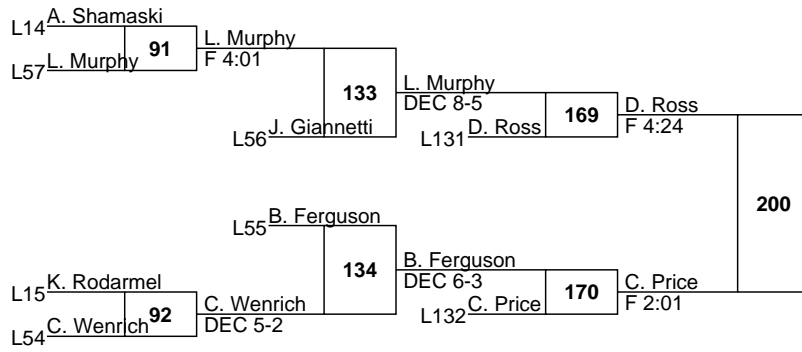 L14 A. Shamaski
91
L57 L. Murphy
L. Murphy
F 4:01
133
L56 J. Giannetti
L. Murphy
DEC 8-5
169
L131 D. Ross
D. Ross
F 4:24
200
L55 B. Ferguson
134
L15 K. Rodarmel
92
L54 C. Wenrich
C. Wenrich
DEC 5-2
B. Ferguson
DEC 6-3
170
L132 C. Price
C. Price
F 2:01